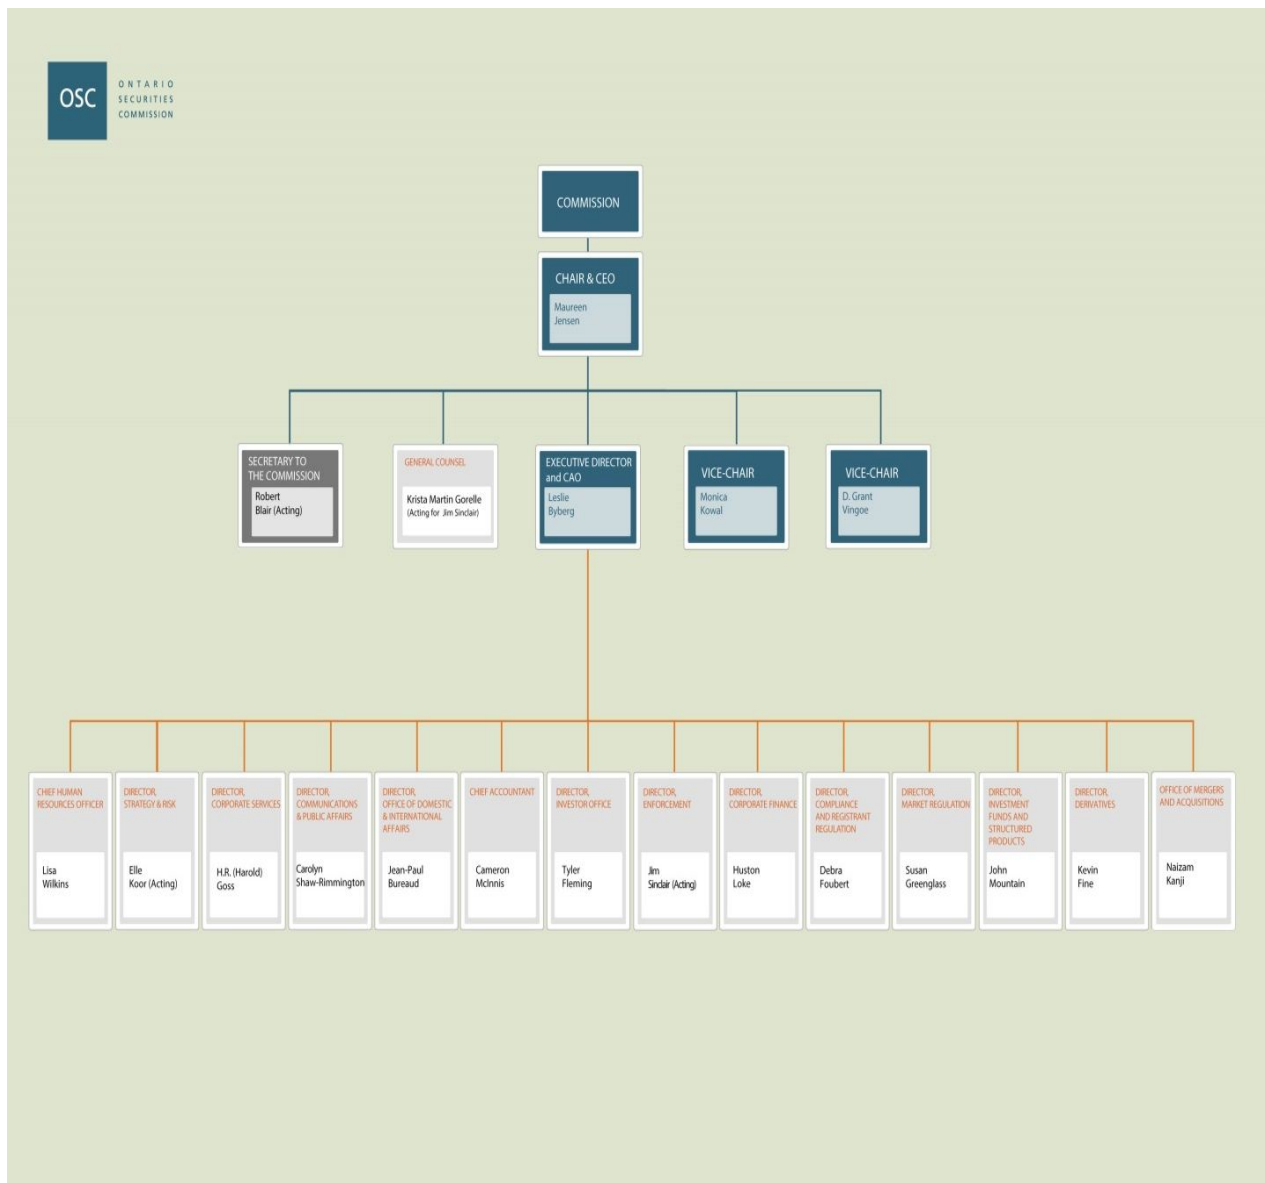 OSC
ONTARIO
SECURITIES
COMMISSION
COMMISSION
CHAIR & CEO
Maureen
Jensen
SECRETARY TO
THE COMMISSION
Robert
Blair (Acting)
GENERAL COUNSEL
Krista Martin Gorelle
(Acting for Jim Sinclair)
EXECUTIVE DIRECTOR
and CAO
Leslie
Byberg
VICE-CHAIR
Monica
Kowal
VICE-CHAIR
D. Grant
Vingoe
CHIEF HUMAN
RESOURCES OFFICER
Lisa
Wilkins
DIRECTOR,
STRATEGY & RISK
Elle
Koor (Acting)
DIRECTOR,
CORPORATE SERVICES
H.R. (Harold)
Goss
DIRECTOR,
COMMUNICATIONS
& PUBLIC AFFAIRS
Carolyn
Shaw-Rimmington
DIRECTOR,
OFFICE OF DOMESTIC
& INTERNATIONAL
AFFAIRS
Jean-Paul
Bureaud
CHIEF ACCOUNTANT
Cameron
McInnis
DIRECTOR,
INVESTOR OFFICE
Tyler
Fleming
DIRECTOR,
ENFORCEMENT
Jim
Sinclair (Acting)
DIRECTOR,
CORPORATE FINANCE
Huston
Loke
DIRECTOR,
COMPLIANCE
AND REGISTRANT
REGULATION
Debra
Foubert
DIRECTOR,
MARKET REGULATION
Susan
Greenglass
DIRECTOR,
INVESTMENT
FUNDS AND
STRUCTURED
PRODUCTS
John
Mountain
DIRECTOR,
DERIVATIVES
Kevin
Fine
OFFICE OF MERGERS
AND ACQUISITIONS
Naizam
Kanji